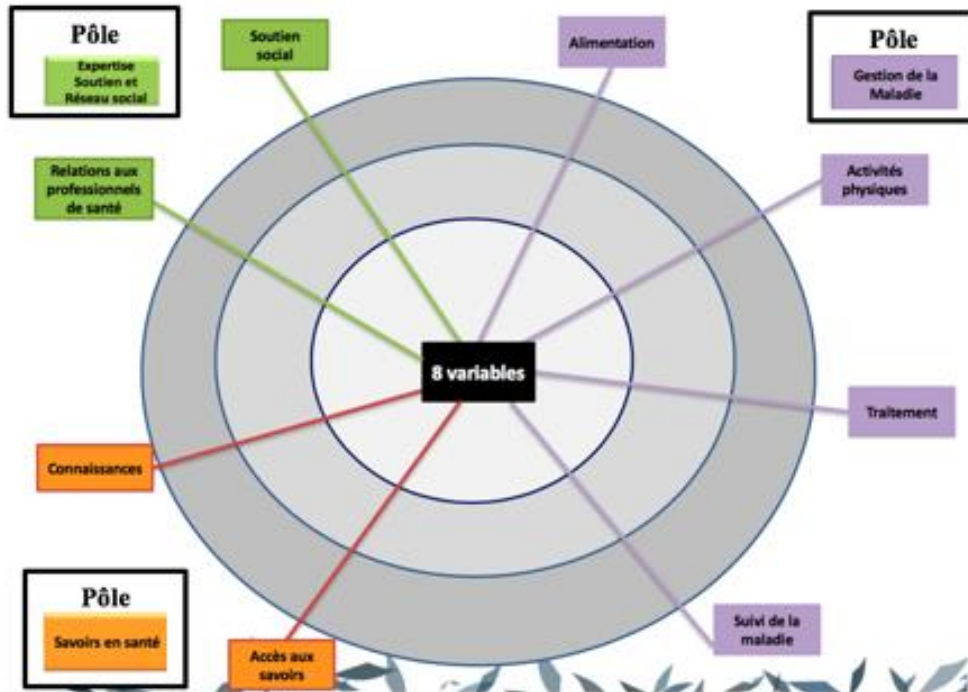 Pôle
Expertise
Soutien et
Réseau social
Soutien
social
Alimentation
Pôle
Gestion de la
Maladie
Relations aux
professionnels
de santé
Activités
physiques
8 variables
Traitement
Connaissances
Pôle
Savoirs en santé
Accès aux
savoirs
Suivi de la
maladie